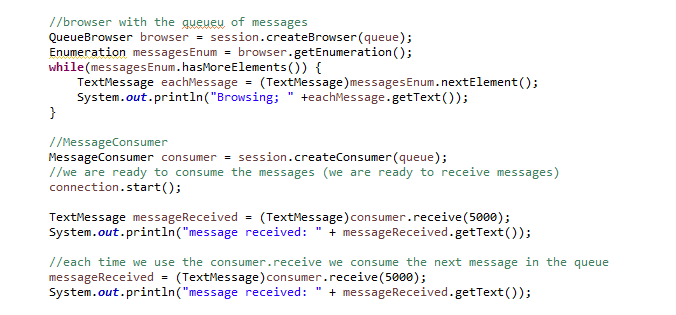 //browser with the queueu of messages
QueueBrowser browser = session.createBrowser(queue);
Enumeration messagesEnum = browser.getEnumeration();
while(messagesEnum.hasMoreElements()) {
    TextMessage eachMessage = (TextMessage)messagesEnum.nextElement();
    System.out.println("Browsing; " +eachMessage.getText());
}

//MessageConsumer
MessageConsumer consumer = session.createConsumer(queue);
//we are ready to consume the messages (we are ready to receive messages)
connection.start();

TextMessage messageReceived = (TextMessage)consumer.receive(5000);
System.out.println("message received: " + messageReceived.getText());

//each time we use the consumer.receive we consume the next message in the queue
messageReceived = (TextMessage)consumer.receive(5000);
System.out.println("message received: " + messageReceived.getText());